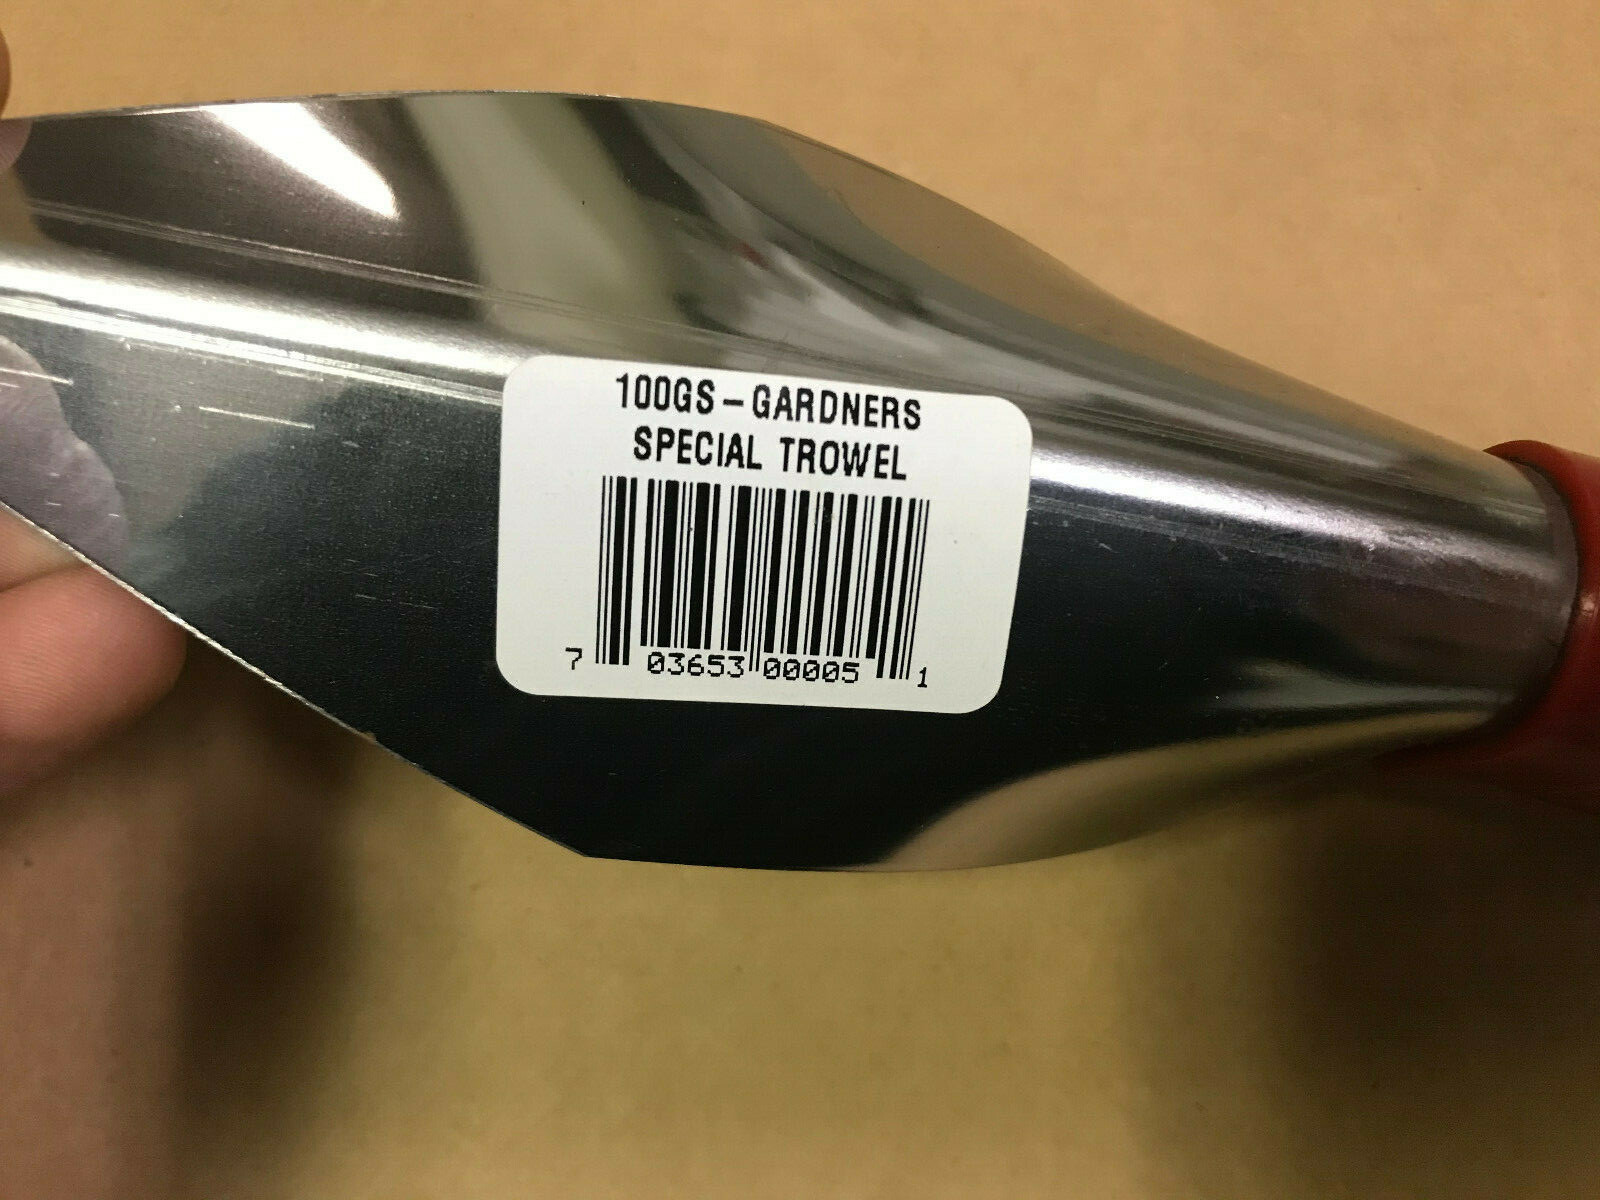 100GS-GARDNERS
SPECIAL TROWEL
7 03653 00005 1